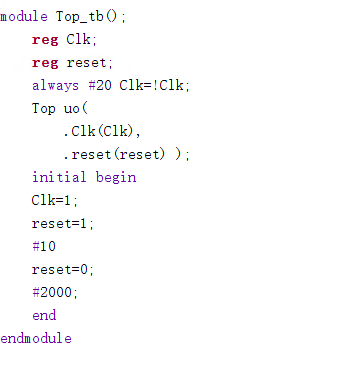 module Top_tb();
reg Clk;
reg reset;
always #20 Clk=!Clk;
Top uo(
.Clk(Clk),
.reset(reset) );
initial begin
Clk=1;
reset=1;
#10
reset=0;
#2000;
end
endmodule